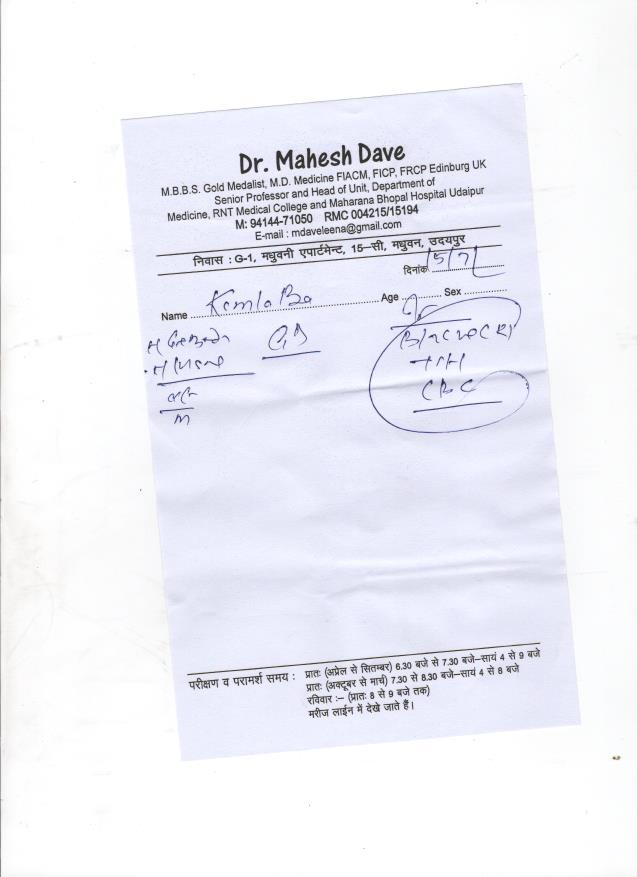 Dr. Mahesh Dave
M.B.B.S. Gold Medalist, M.D. Medicine FIACM, FICP, FRCP Edinburg UK
Senior Professor and Head of Unit, Department of
Medicine, RNT Medical College and Maharana Bhopal Hospital Udaipur
M: 94144-71050 RMC 004215/15194
E-mail : mdaveleena@gmail.com
निवास : G-1, मधुवनी एपार्टमेन्ट, 15–सी, मधुवन, उदयपुर
दिनांक
Name Kamla Ba Age Sex
CBC
परीक्षण व परामर्श समय : प्रातः (अप्रेल से सितम्बर) 6.30 बजे से 7.30 बजे–सायं 4 से 9 बजे
प्रातः (अक्टूबर से मार्च) 7.30 से 8.30 बजे–सायं 4 से 8 बजे
रविवार :– (प्रातः 8 से 9 बजे तक)
मरीज लाईन में देखे जाते हैं।